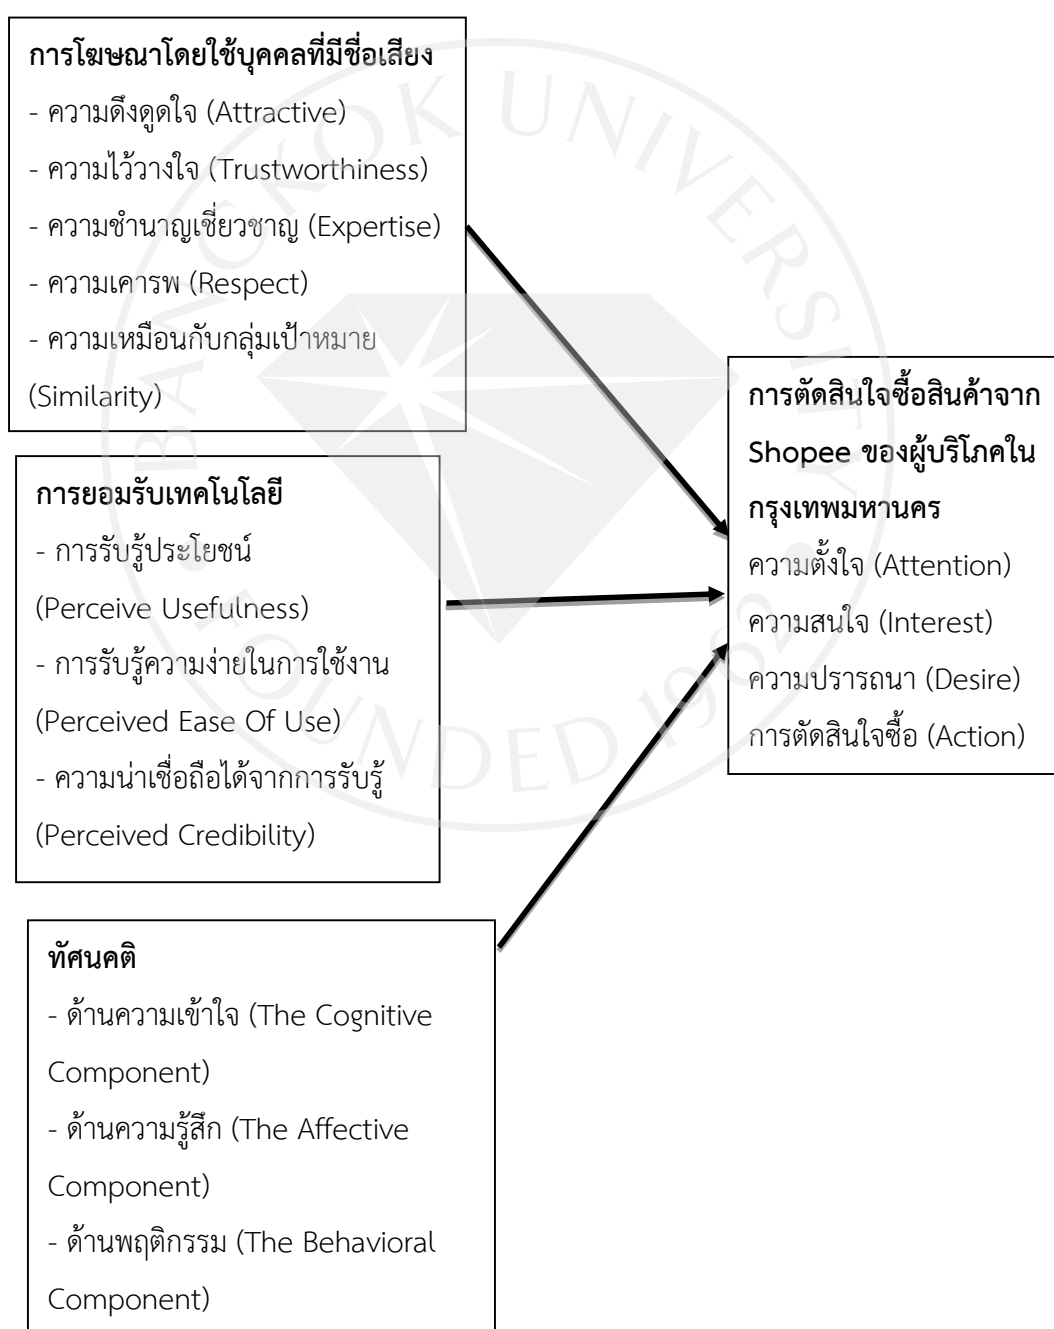 การโฆษณาโดยใช้บุคคลที่มีชื่อเสียง
- ความดึงดูดใจ (Attractive)
- ความไว้วางใจ (Trustworthiness)
- ความชำนาญเชี่ยวชาญ (Expertise)
- ความเคารพ (Respect)
- ความเหมือนกับกลุ่มเป้าหมาย
(Similarity)
การยอมรับเทคโนโลยี
- การรับรู้ประโยชน์
(Perceive Usefulness)
- การรับรู้ความง่ายในการใช้งาน
(Perceived Ease Of Use)
- ความน่าเชื่อถือได้จากการรับรู้
(Perceived Credibility)
ทัศนคติ
- ด้านความเข้าใจ (The Cognitive
Component)
- ด้านความรู้สึก (The Affective
Component)
- ด้านพฤติกรรม (The Behavioral
Component)
การตัดสินใจซื้อสินค้าจาก
Shopee ของผู้บริโภคใน
กรุงเทพมหานคร
ความตั้งใจ (Attention)
ความสนใจ (Interest)
ความปรารถนา (Desire)
การตัดสินใจซื้อ (Action)
BANGKOK UNIVERSITY
FOUNDED 1962